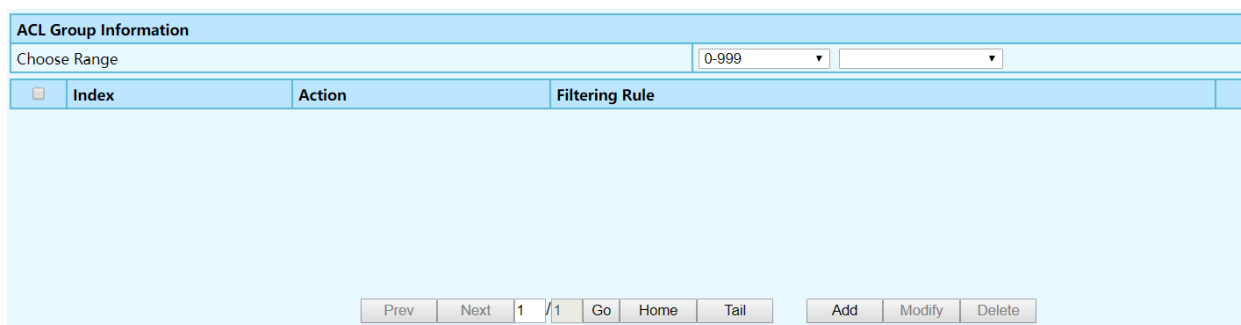 ACL Group Information
Choose Range 0-999
Index Action Filtering Rule
Prev Next 1 /1 Go Home Tail Add Modify Delete